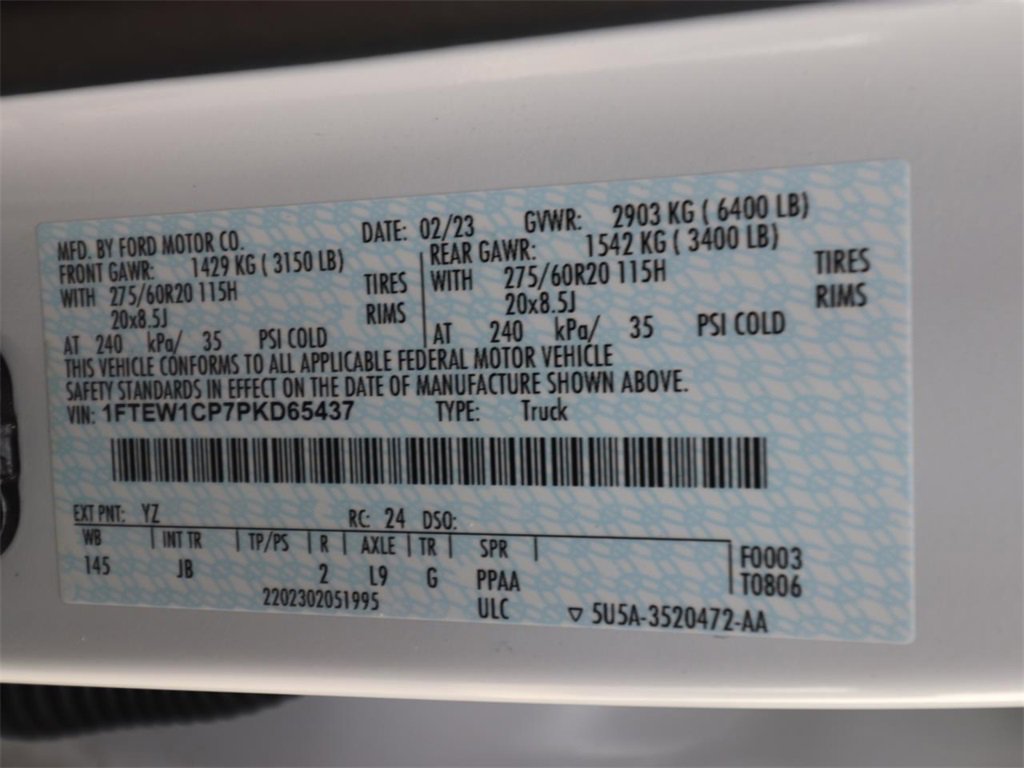 MFD. BY FORD MOTOR CO. DATE: 02/23 GVWR: 2903 KG ( 6400 LB)
FRONT GAWR: 1429 KG ( 3150 LB) REAR GAWR: 1542 KG ( 3400 LB)
WITH 275/60R20 115H TIRES WITH 275/60R20 115H TIRES
20x8.5J RIMS 20x8.5J RIMS
AT 240 kPa/ 35 PSI COLD AT 240 kPa/ 35 PSI COLD
THIS VEHICLE CONFORMS TO ALL APPLICABLE FEDERAL MOTOR VEHICLE
SAFETY STANDARDS IN EFFECT ON THE DATE OF MANUFACTURE SHOWN ABOVE.
VIN: 1FTEW1CP7PKD65437 TYPE: Truck
EXT PNT: YZ RC: 24 DSO:
WB INT TR TP/PS R AXLE TR SPR F0003
145 JB 2 L9 G PPAA T0806
2202302051995 ULC ▽ 5U5A-3520472-AA